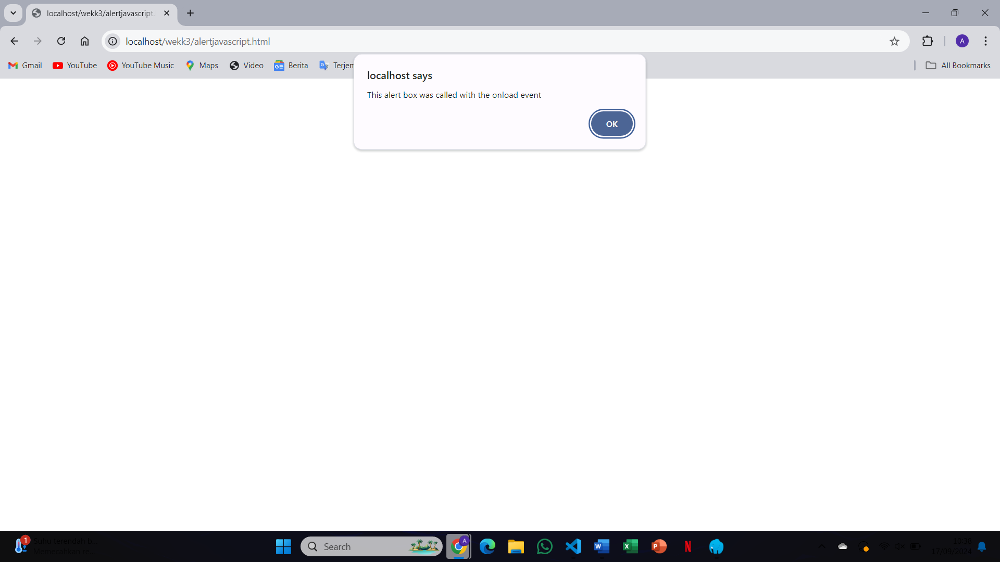 localhost/wekk3/alertjavascript.
localhost/wekk3/alertjavascript.html
A
Gmail
YouTube
YouTube Music
Maps
Video
Berita
Terjem
All Bookmarks
localhost says
This alert box was called with the onload event
OK
1
Suhu terendah b...
Memecahkan re...
Search
A
10:38
17/09/2024